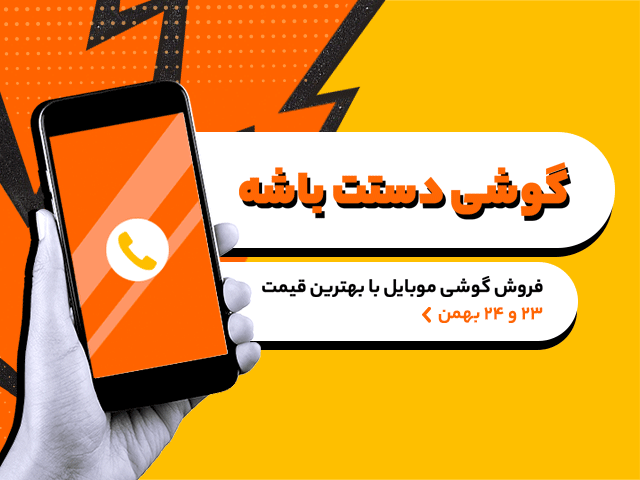 گوشی دستت باشه
فروش گوشی موبایل با بهترین قیمت
۲۳ و ۲۴ بهمن